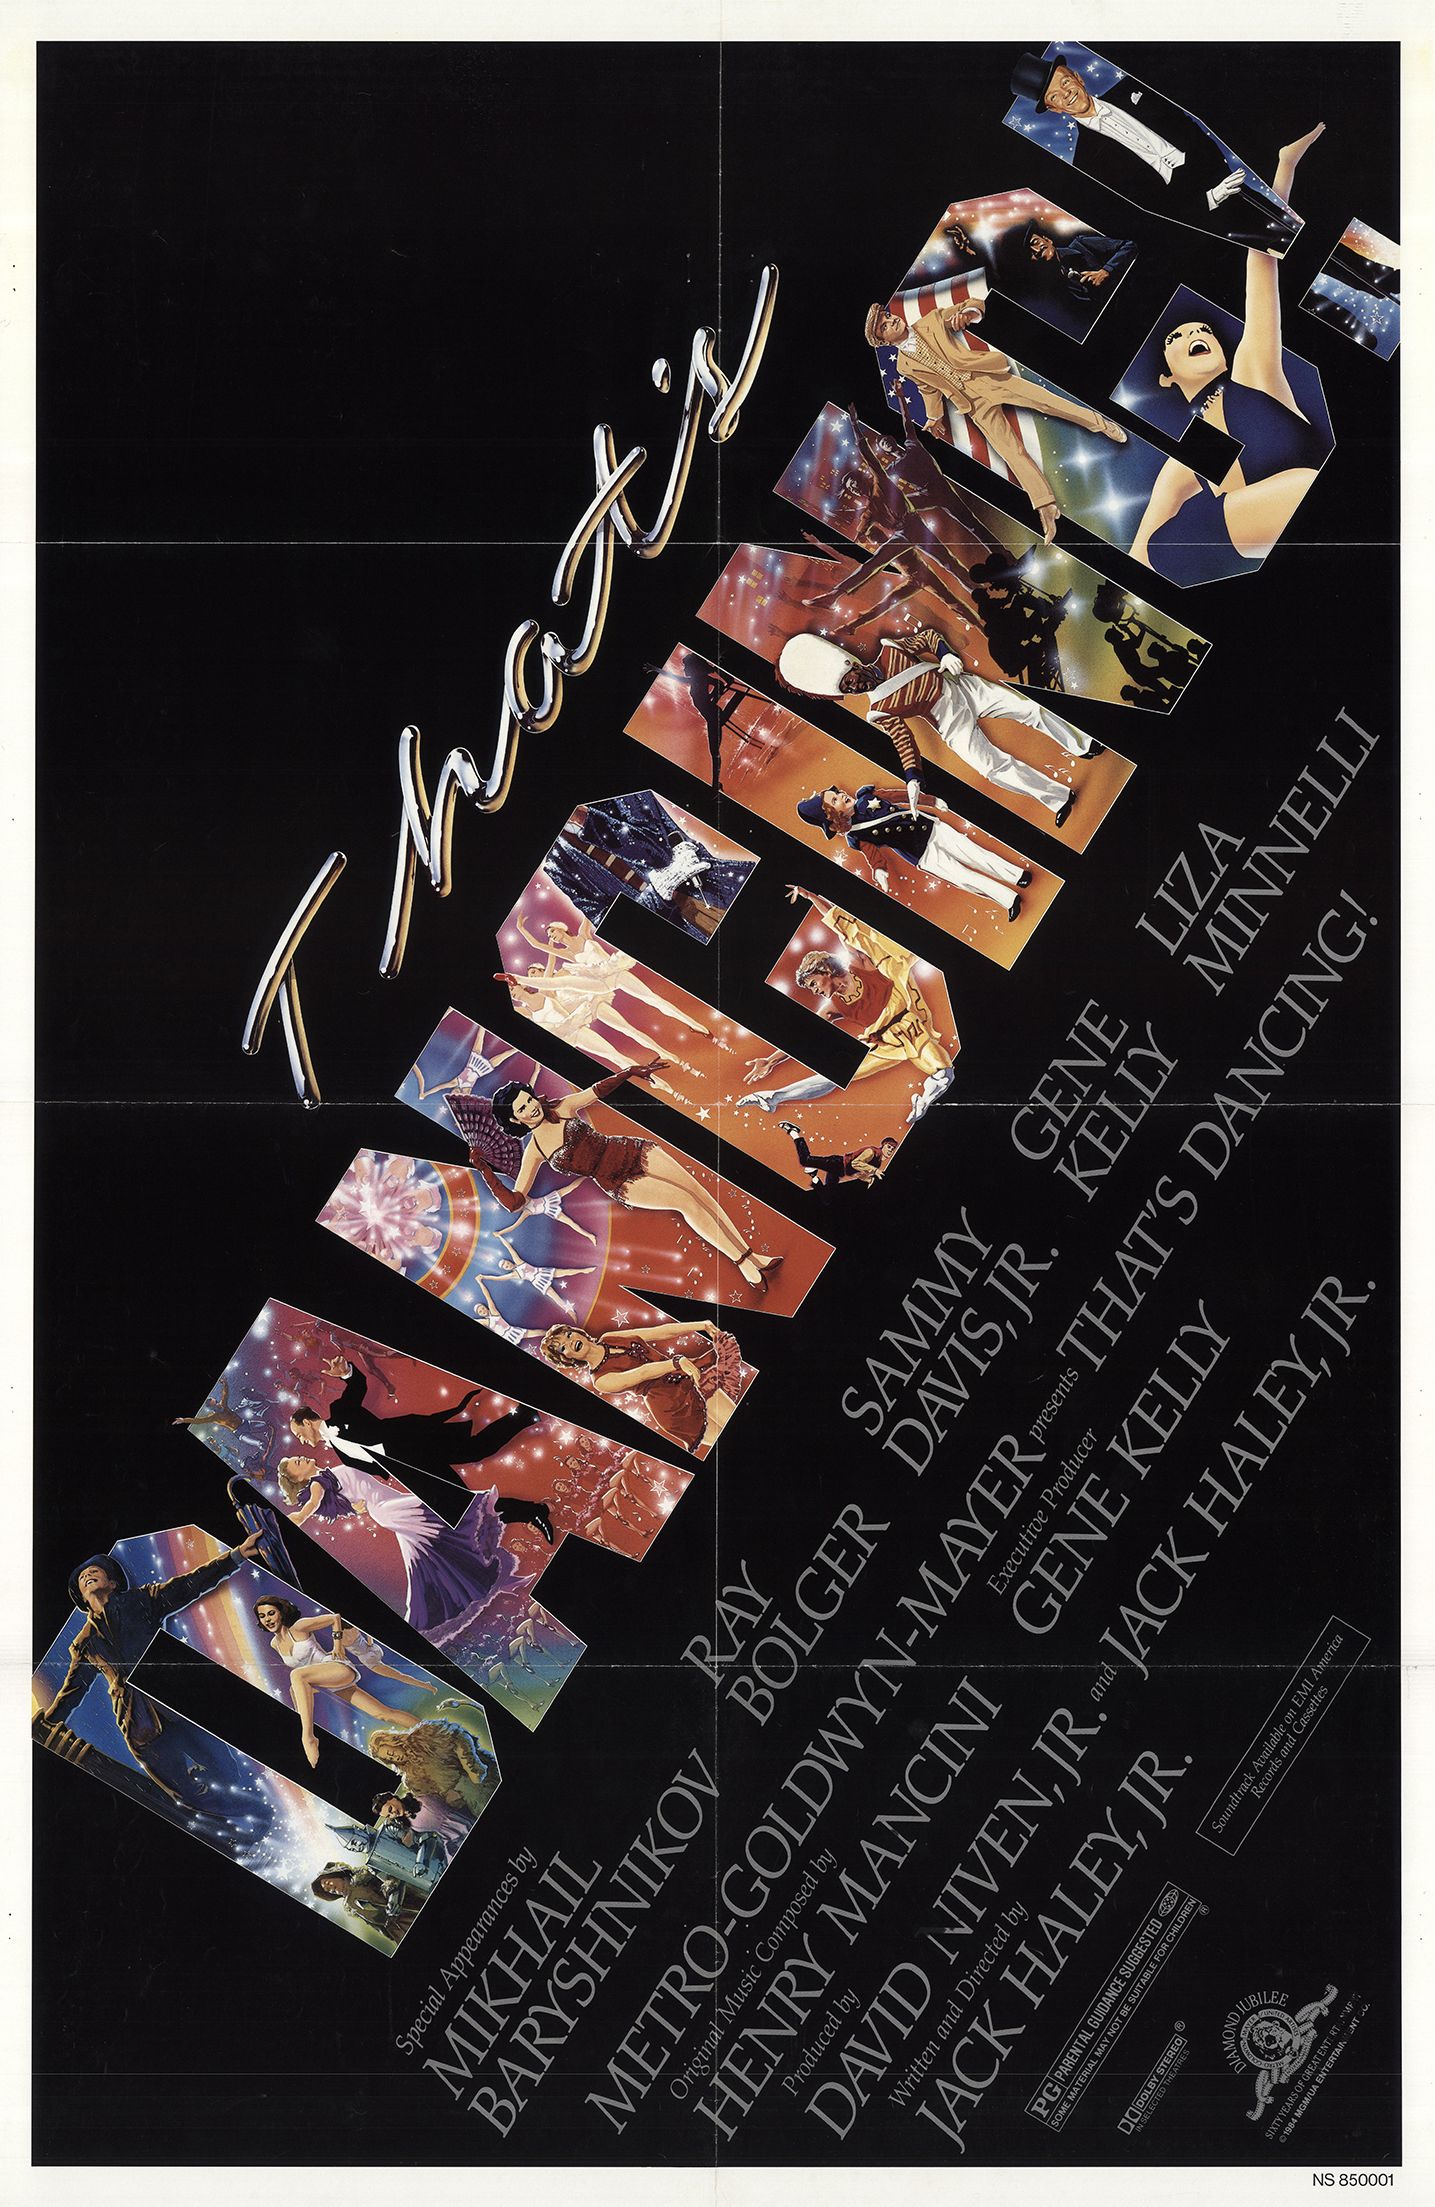 That's
DANCING!
Special Appearances by
MIKHAIL
BARYSHNIKOV
RAY
BOLGER
SAMMY
DAVIS, JR.
GENE
KELLY
LIZA
MINNELLI
METRO-GOLDWYN-MAYER presents THAT'S DANCING!
Original Music Composed by
HENRY MANCINI
Executive Producer
GENE KELLY
Produced by
DAVID NIVEN, JR. and JACK HALEY, JR.
Written and Directed by
JACK HALEY, JR.
Soundtrack Available on EMI America
Records and Cassettes
PG PARENTAL GUIDANCE SUGGESTED
SOME MATERIAL MAY NOT BE SUITABLE FOR CHILDREN
®
DOLBY STEREO ®
IN SELECTED THEATRES
DIAMOND JUBILEE
SIXTY YEARS OF GREAT ENTERTAINMENT
©1984 MGM/UA ENTERTAINMENT CO.
NS 850001